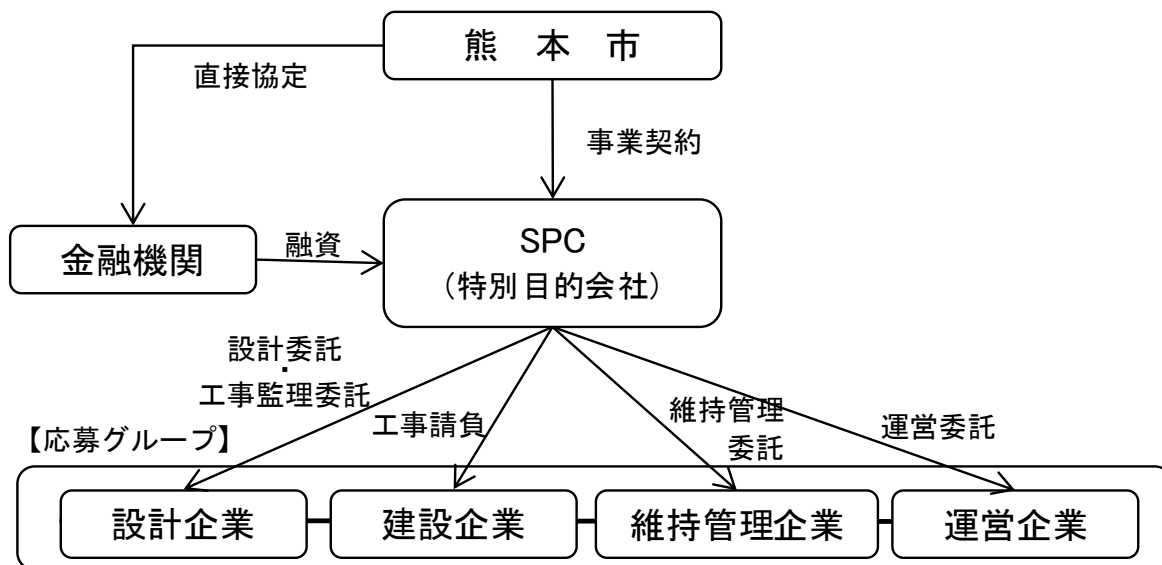 熊　本　市
直接協定
事業契約
金融機関
融資
SPC
（特別目的会社）
設計委託
・
工事監理委託
工事請負
維持管理
委託
運営委託
【応募グループ】
設計企業
建設企業
維持管理企業
運営企業